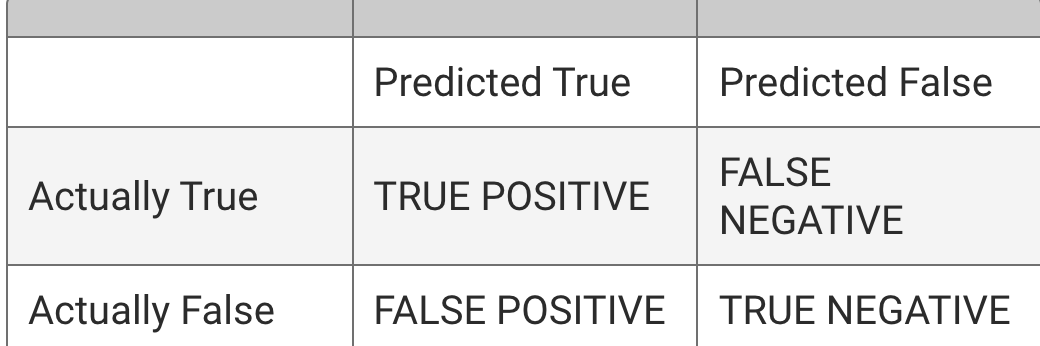 Predicted True
Predicted False
Actually True
TRUE POSITIVE
FALSE
NEGATIVE
Actually False
FALSE POSITIVE
TRUE NEGATIVE